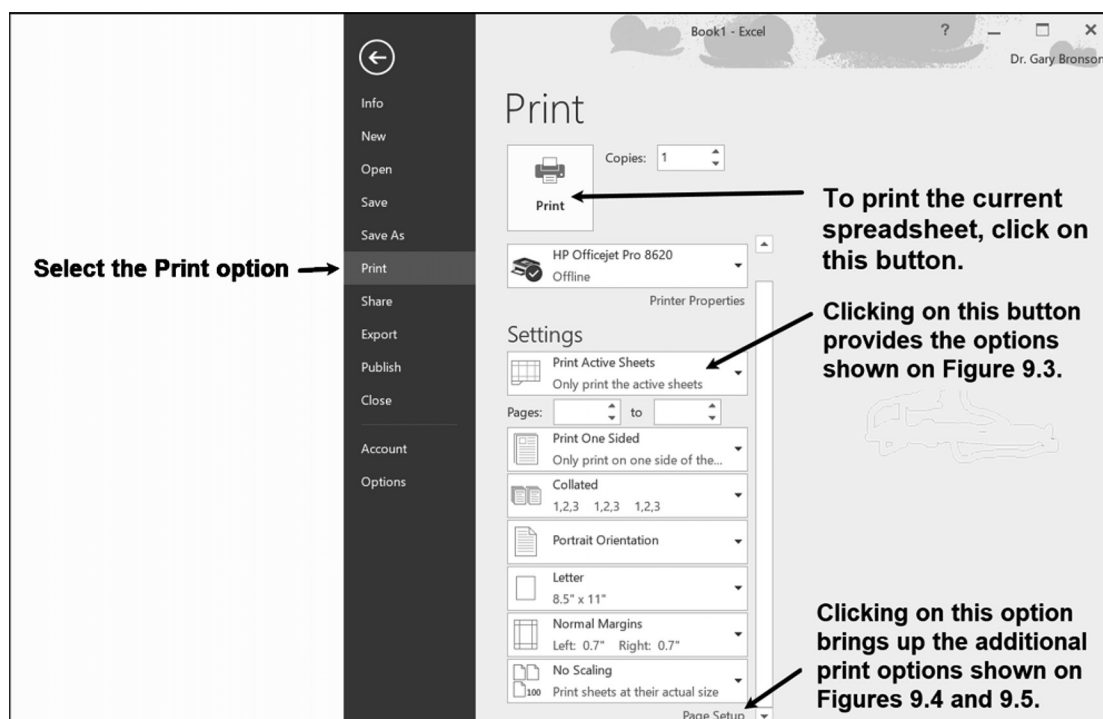 Book1 - Excel
?
Dr. Gary Bronson
Info
New
Open
Save
Save As
Print
Share
Export
Publish
Close
Account
Options
Select the Print option
Print
Copies: 1
Print
HP Officejet Pro 8620
Offline
Printer Properties
Settings
Print Active Sheets
Only print the active sheets
Pages: to
Print One Sided
Only print on one side of the...
Collated
1,2,3 1,2,3 1,2,3
Portrait Orientation
Letter
8.5" x 11"
Normal Margins
Left: 0.7" Right: 0.7"
No Scaling
100
Print sheets at their actual size
Page Setup
To print the current
spreadsheet, click on
this button.
Clicking on this button
provides the options
shown on Figure 9.3.
Clicking on this option
brings up the additional
print options shown on
Figures 9.4 and 9.5.